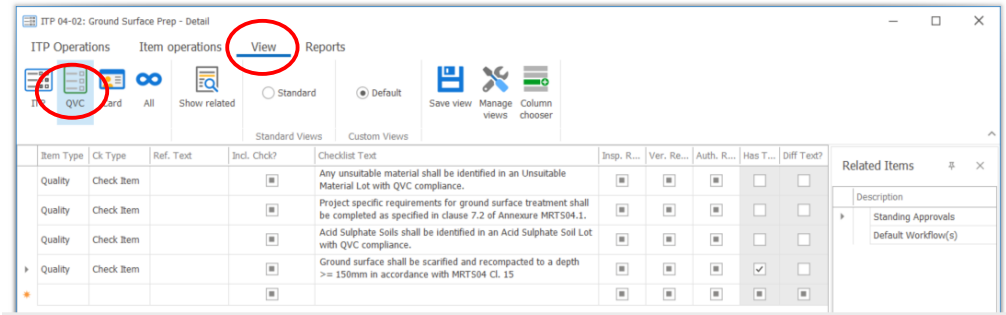 ITP 04-02: Ground Surface Prep - Detail
ITP Operations Item operations View Reports
ITP QVC Card All Show related Standard Default Save view Manage views Column chooser
Standard Views Custom Views
Item Type Ck Type Ref. Text Incl. Chck? Checklist Text Insp. R... Ver. Re... Auth. R... Has T... Diff Text?
Quality Check Item Any unsuitable material shall be identified in an Unsuitable
Material Lot with QVC compliance.
Quality Check Item Project specific requirements for ground surface treatment shall
be completed as specified in clause 7.2 of Annexure MRTS04.1.
Quality Check Item Acid Sulphate Soils shall be identified in an Acid Sulphate Soil Lot
with QVC compliance.
Quality Check Item Ground surface shall be scarified and recompacted to a depth
>= 150mm in accordance with MRTS04 Cl. 15
Related Items
Description
Standing Approvals
Default Workflow(s)